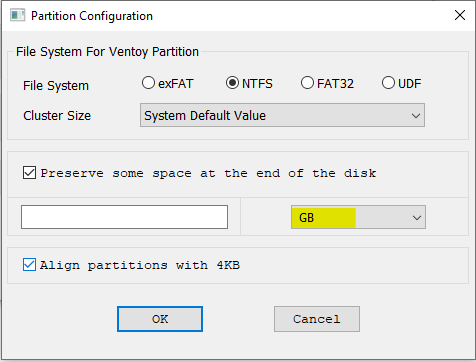 Partition Configuration
File System For Ventoy Partition
File System exFAT NTFS FAT32 UDF
Cluster Size System Default Value
Preserve some space at the end of the disk
GB
Align partitions with 4KB
OK Cancel